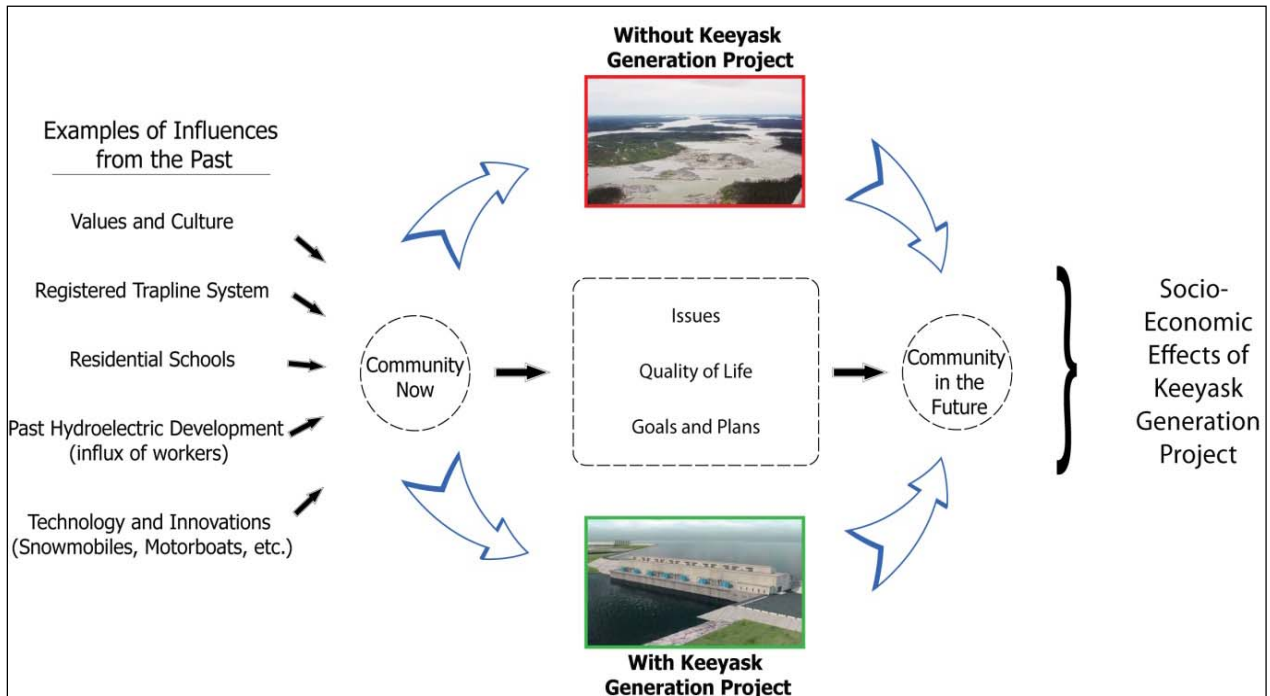 Without Keeyask
Generation Project
Examples of Influences
from the Past
Values and Culture
Registered Trapline System
Residential Schools
Past Hydroelectric Development
(influx of workers)
Technology and Innovations
(Snowmobiles, Motorboats, etc.)
Community
Now
Issues
Quality of Life
Goals and Plans
Community
in the
Future
Socio-
Economic
Effects of
Keeyask
Generation
Project
With Keeyask
Generation Project